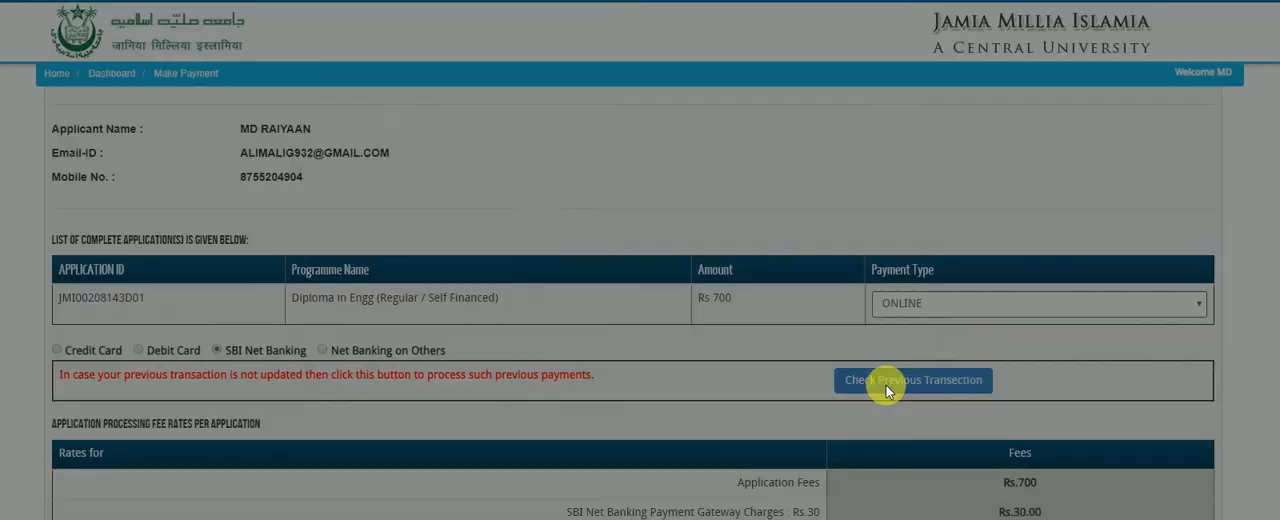 جامعه ملیّه اسلامیه
जामिया मिल्लिया इस्लामिया
JAMIA MILLIA ISLAMIA
A CENTRAL UNIVERSITY
Home / Dashboard / Make Payment Welcome MD
Applicant Name : MD RAIYAAN
Email-ID : ALIMALIG932@GMAIL.COM
Mobile No. : 8755204904
LIST OF COMPLETE APPLICATION(S) IS GIVEN BELOW:
APPLICATION ID Programme Name Amount Payment Type
JMI00208143D01 Diploma in Engg (Regular / Self Financed) Rs 700 ONLINE
Credit Card Debit Card SBI Net Banking Net Banking on Others
In case your previous transaction is not updated then click this button to process such previous payments. Check Previous Transection
APPLICATION PROCESSING FEE RATES PER APPLICATION
Rates for Fees
Application Fees Rs.700
SBI Net Banking Payment Gateway Charges : Rs.30 Rs.30.00